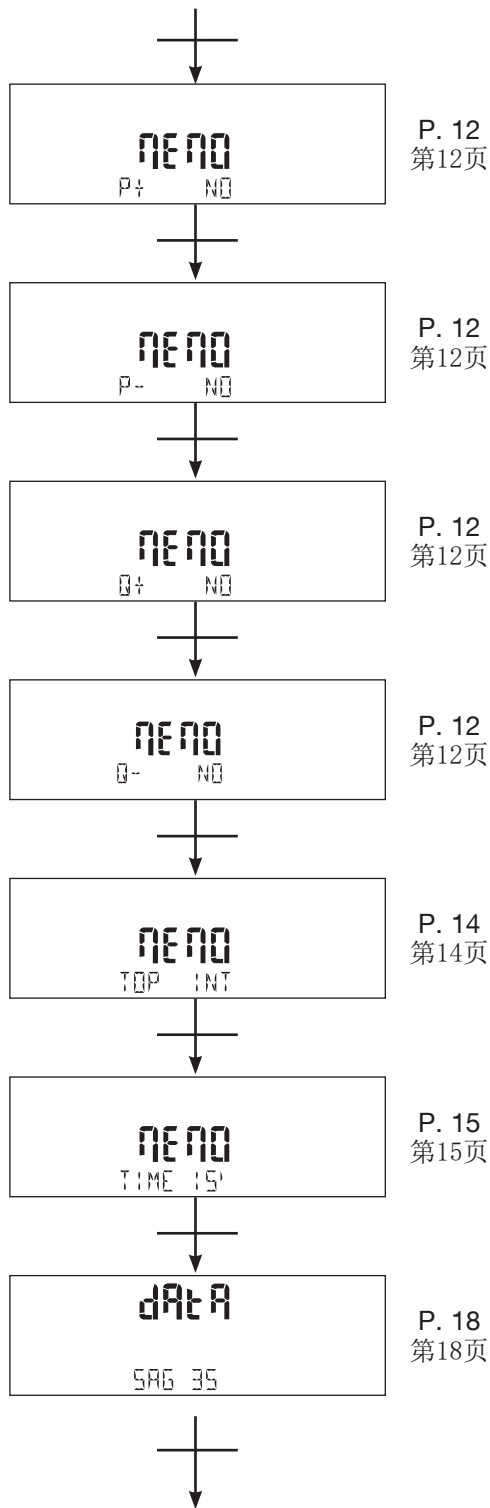 MEMO
P+ NO
P. 12
第12页
MEMO
P- NO
P. 12
第12页
MEMO
Q+ NO
P. 12
第12页
MEMO
Q- NO
P. 12
第12页
MEMO
TOP INT
P. 14
第14页
MEMO
TIME 15'
P. 15
第15页
dAtA
SAG 35
P. 18
第18页